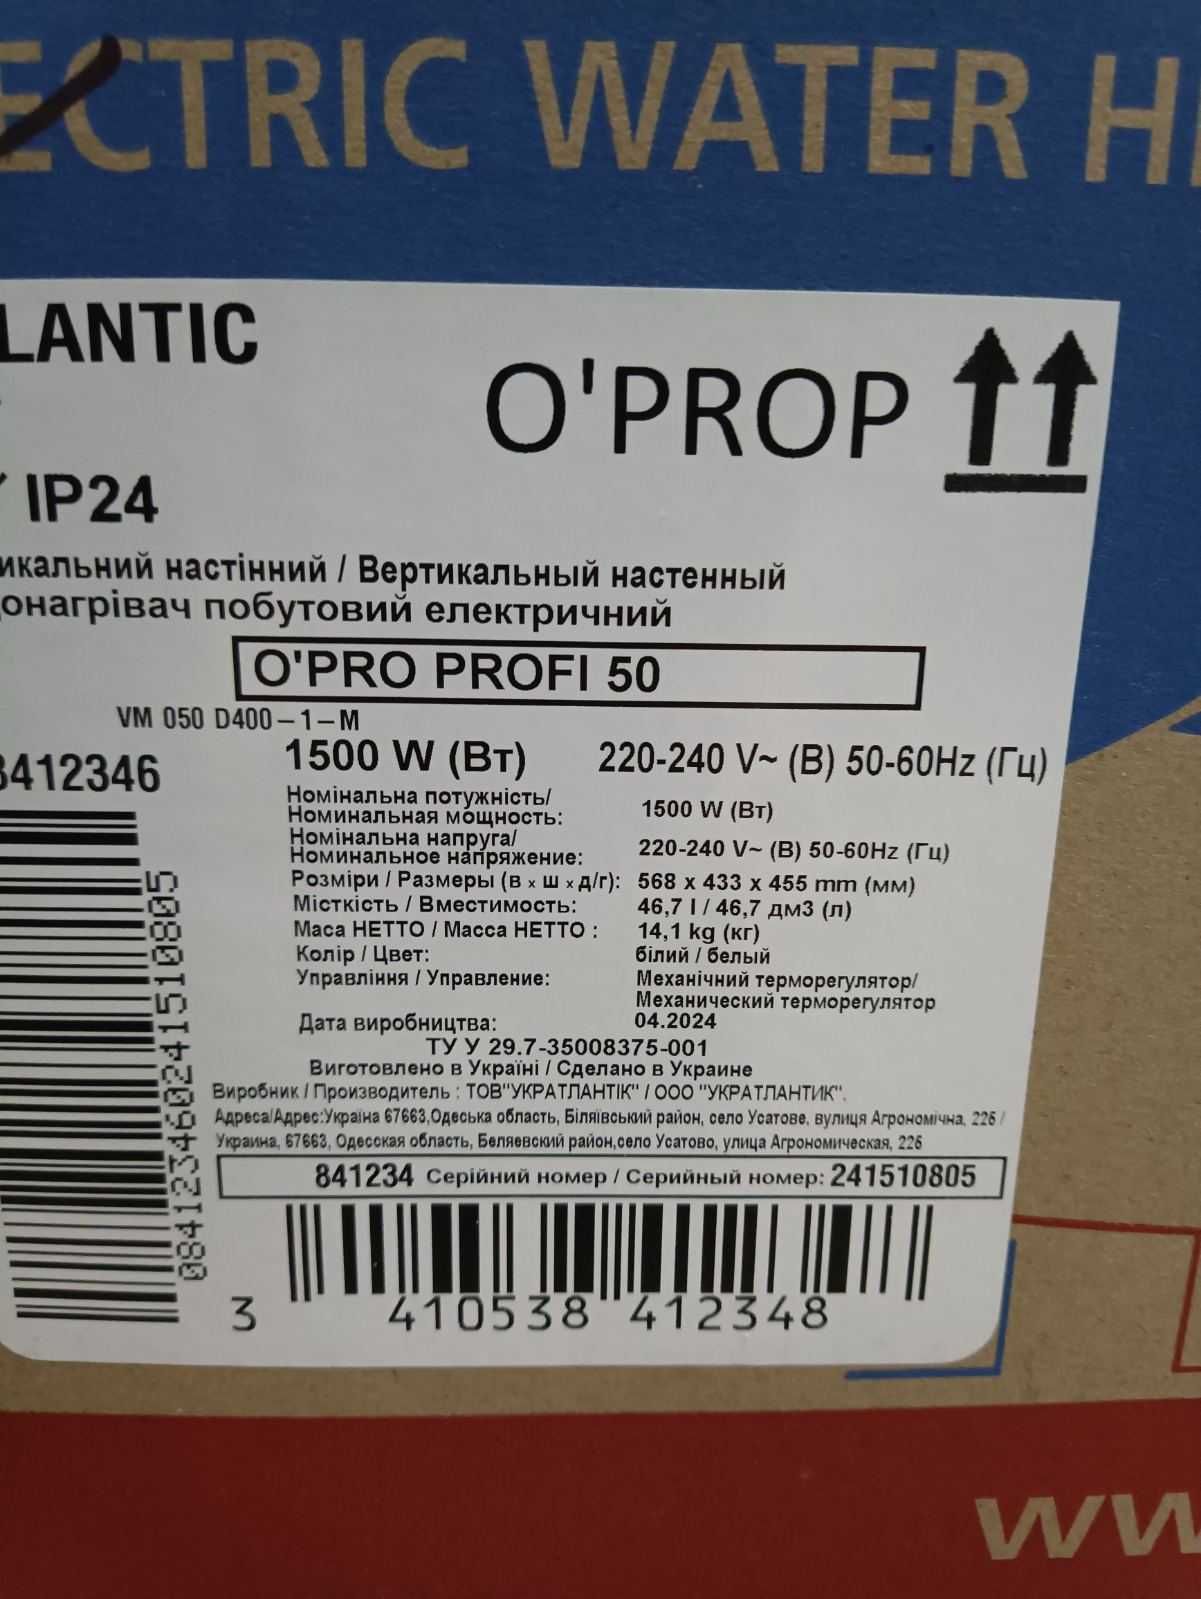 ECTRIC WATER H
LANTIC
O'PROP
IP24
икальний настінний / Вертикальный настенный
онагрівач побутовий електричний
O'PRO PROFI 50
VM 050 D400-1-M
8412346
1500 W (Вт) 220-240 V~ (В) 50-60Hz (Гц)
Номінальна потужність/
Номинальная мощность: 1500 W (Вт)
Номінальна напруга/
Номинальное напряжение: 220-240 V~ (В) 50-60Hz (Гц)
Розміри / Размеры (в x ш x д/г): 568 x 433 x 455 mm (мм)
Місткість / Вместимость: 46,7 l / 46,7 дм3 (л)
Маса НЕТТО / Масса НЕТТО : 14,1 kg (кг)
Колір / Цвет: білий / белый
Управління / Управление: Механічний терморегулятор/
Механический терморегулятор
Дата виробництва: 04.2024
ТУ У 29.7-35008375-001
Виготовлено в Україні / Сделано в Украине
Виробник / Производитель : ТОВ"УКРАТЛАНТІК" / ООО "УКРАТЛАНТИК".
Адреса/Адрес:Україна 67663,Одеська область, Біляївський район, село Усатове, вулиця Агрономічна, 226 /
Украина, 67663, Одесская область, Беляевский район,село Усатово, улица Агрономическая, 226
841234 Серійний номер / Серийный номер: 241510805
084123460241510805
3 410538 412348
ww